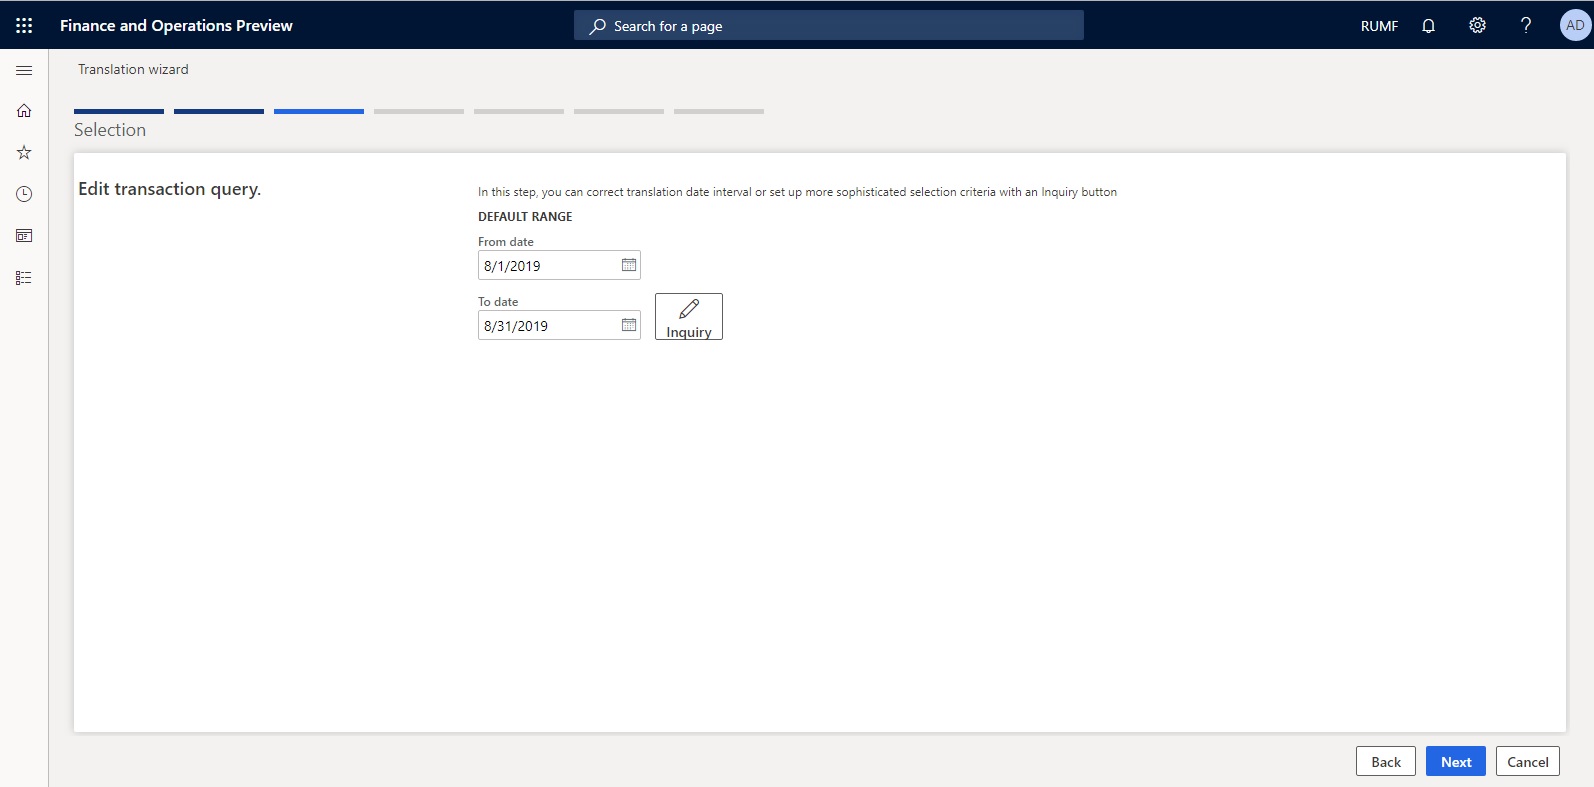 Finance and Operations Preview
Search for a page
RUMF
?
AD
Translation wizard
Selection
Edit transaction query.
In this step, you can correct translation date interval or set up more sophisticated selection criteria with an Inquiry button
DEFAULT RANGE
From date
8/1/2019
To date
8/31/2019
Inquiry
Back
Next
Cancel